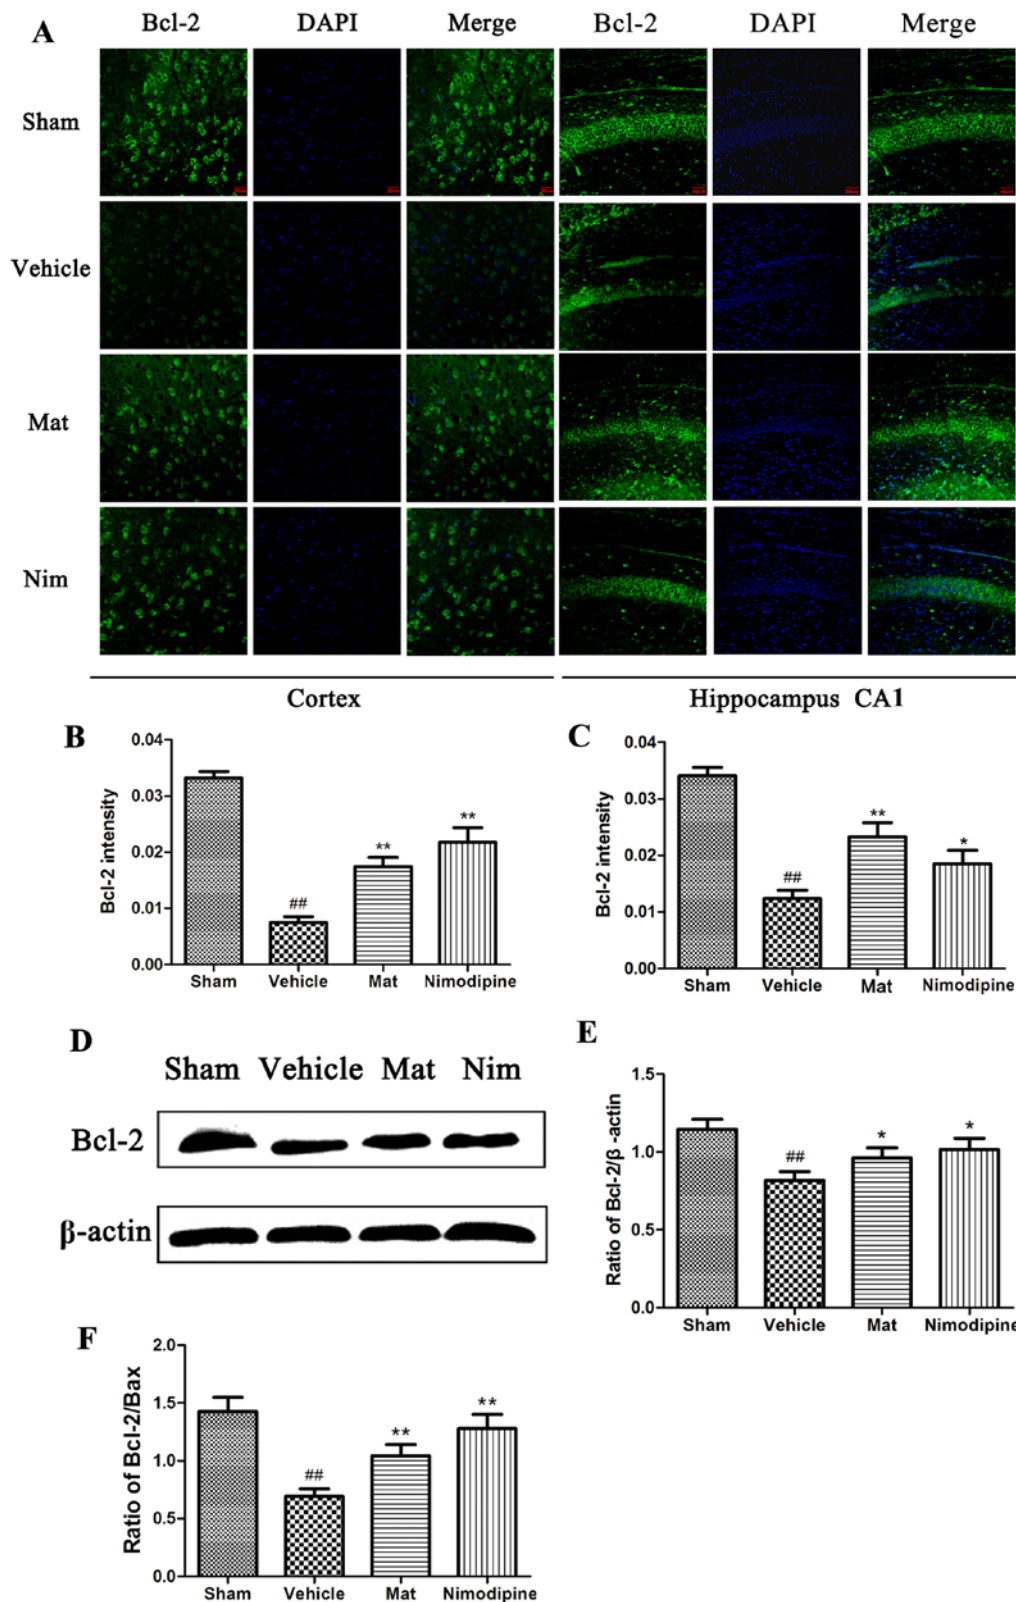 A
Bcl-2 DAPI Merge Bcl-2 DAPI Merge
Sham
Vehicle
Mat
Nim
Cortex Hippocampus CA1
B
Bcl-2 intensity
0.04
0.03
0.02
0.01
0.00
##
**
**
Sham Vehicle Mat Nimodipine
C
Bcl-2 intensity
0.04
0.03
0.02
0.01
0.00
##
**
*
Sham Vehicle Mat Nimodipine
D
Sham Vehicle Mat Nim
Bcl-2
β-actin
E
Ratio of Bcl-2/β -actin
1.5
1.0
0.5
0.0
##
*
*
Sham Vehicle Mat Nimodipine
F
Ratio of Bcl-2/Bax
2.0
1.5
1.0
0.5
0.0
##
**
**
Sham Vehicle Mat Nimodipine